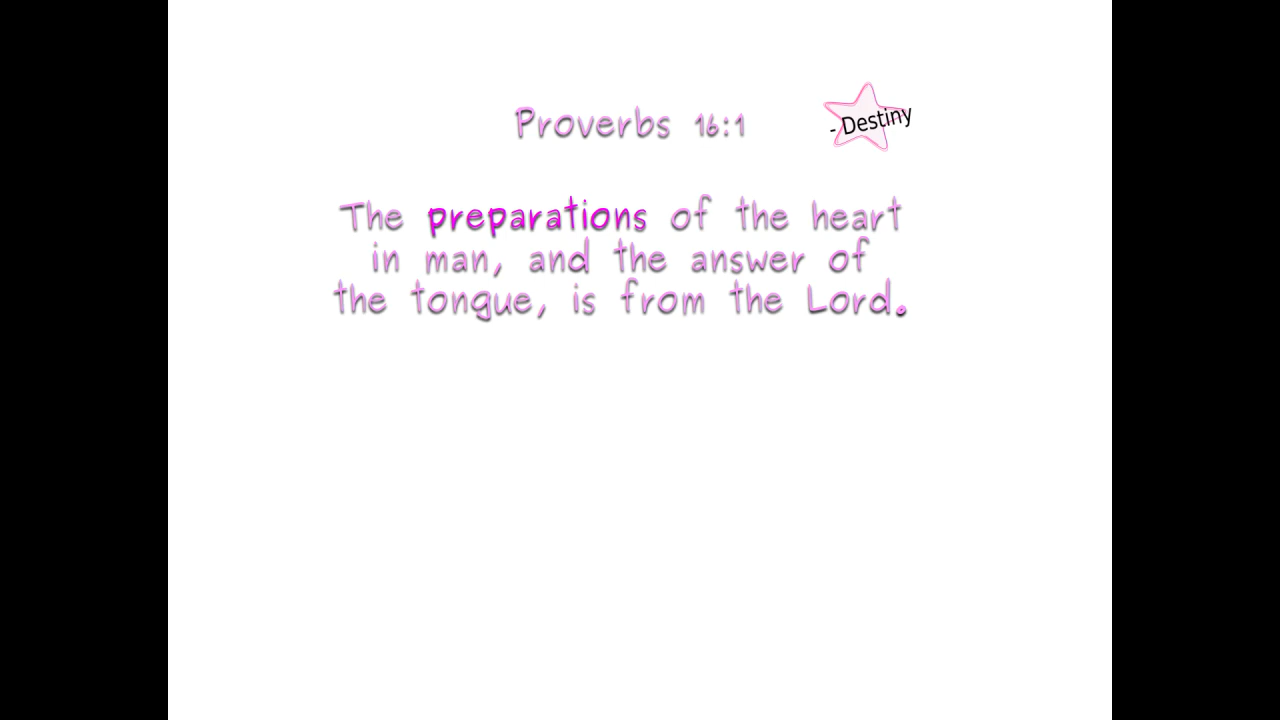 Proverbs 16:1
- Destiny
The preparations of the heart
in man, and the answer of
the tongue, is from the Lord.